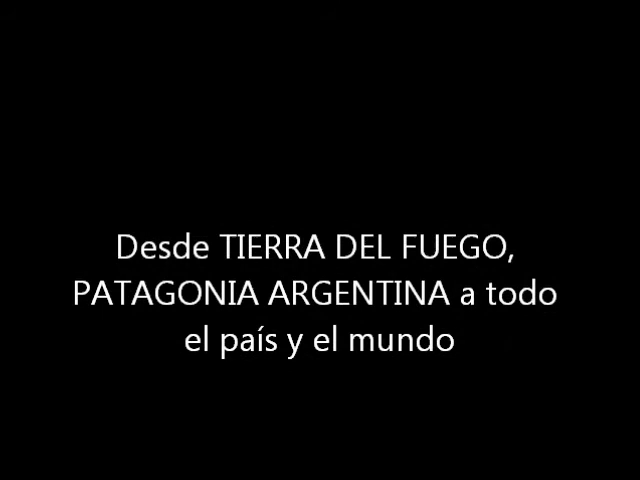 Desde TIERRA DEL FUEGO,
PATAGONIA ARGENTINA a todo
el país y el mundo